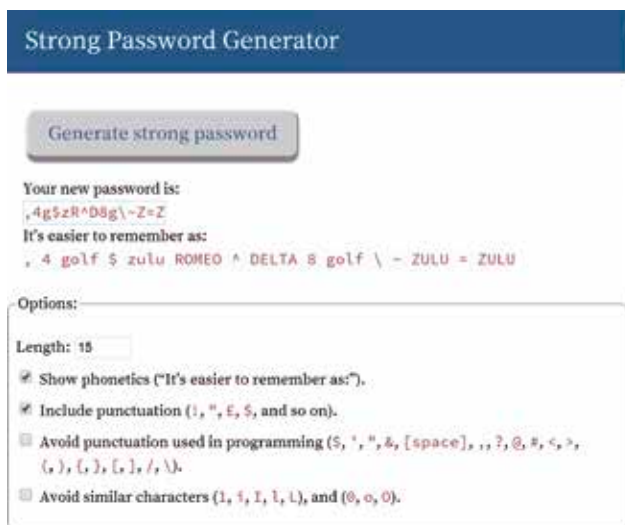 Strong Password Generator
Generate strong password
Your new password is:
,4g$zR^D8g\~Z=Z
It's easier to remember as:
, 4 golf $ zulu ROMEO ^ DELTA 8 golf \ ~ ZULU = ZULU
Options:
Length: 15
Show phonetics ("It's easier to remember as:").
Include punctuation (!, ", £, $, and so on).
Avoid punctuation used in programming ($, ', ", &, [space], ,, ?, @, #, <, >,
(, ), {, }, [, ], /, \).
Avoid similar characters (1, i, I, l, L), and (0, o, O).